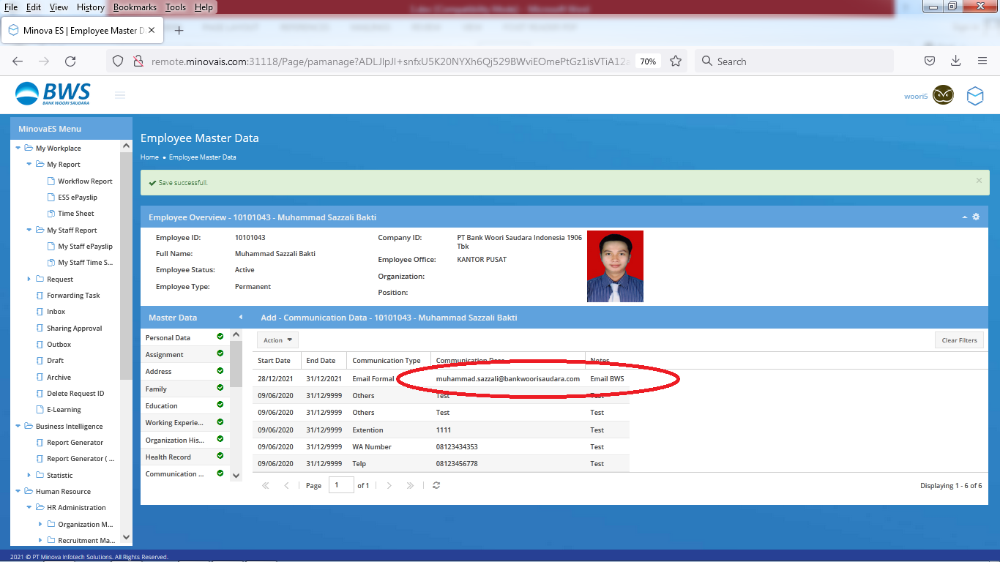 File Edit View History Bookmarks Tools Help
Minova ES | Employee Master D
remote.minovais.com:31118/Page/pamanage?ADLJlpJI+snfxU5K20NYXh6Qj529BWviEOmePtGz1isVTiA12a
70%
Search
BWS
BANK WOORI SAUDARA
woori5
MinovaES Menu
My Workplace
My Report
Workflow Report
ESS ePayslip
Time Sheet
My Staff Report
My Staff ePayslip
My Staff Time S...
Request
Forwarding Task
Inbox
Sharing Approval
Outbox
Draft
Archive
Delete Request ID
E-Learning
Business Intelligence
Report Generator
Report Generator ( ...
Statistic
Human Resource
HR Administration
Organization M...
Recruitment Ma...
Employee Master Data
Home • Employee Master Data
Save successfull.
Employee Overview - 10101043 - Muhammad Sazzali Bakti
Employee ID: 10101043
Full Name: Muhammad Sazzali Bakti
Employee Status: Active
Employee Type: Permanent
Company ID: PT Bank Woori Saudara Indonesia 1906
Tbk
Employee Office: KANTOR PUSAT
Organization:
Position:
Master Data
Personal Data
Assignment
Address
Family
Education
Working Experie...
Organization His...
Health Record
Communication ...
Add - Communication Data - 10101043 - Muhammad Sazzali Bakti
Action
Clear Filters
Start Date End Date Communication Type Communication Desc Notes
28/12/2021 31/12/2021 Email Formal muhammad.sazzali@bankwoorisaudara.com Email BWS
09/06/2020 31/12/9999 Others Test Test
09/06/2020 31/12/9999 Others Test Test
09/06/2020 31/12/9999 Extention 1111 Test
09/06/2020 31/12/9999 WA Number 08123434353 Test
09/06/2020 31/12/9999 Telp 08123456778 Test
Page 1 of 1
Displaying 1 - 6 of 6
2021 © PT Minova Infotech Solutions. All Rights Reserved.